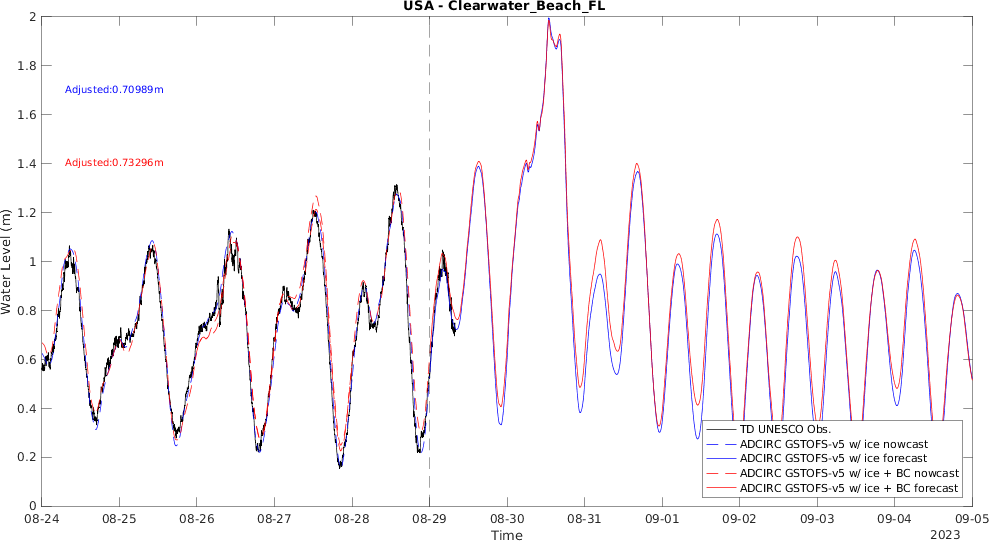 USA - Clearwater_Beach_FL
2
1.8
1.6
1.4
1.2
1
0.8
0.6
0.4
0.2
0
Water Level (m)
Adjusted:0.70989m
Adjusted:0.73296m
TD UNESCO Obs.
ADCIRC GSTOFS-v5 w/ ice nowcast
ADCIRC GSTOFS-v5 w/ ice forecast
ADCIRC GSTOFS-v5 w/ ice + BC nowcast
ADCIRC GSTOFS-v5 w/ ice + BC forecast
08-24 08-25 08-26 08-27 08-28 08-29 08-30 08-31 09-01 09-02 09-03 09-04 09-05
Time
2023